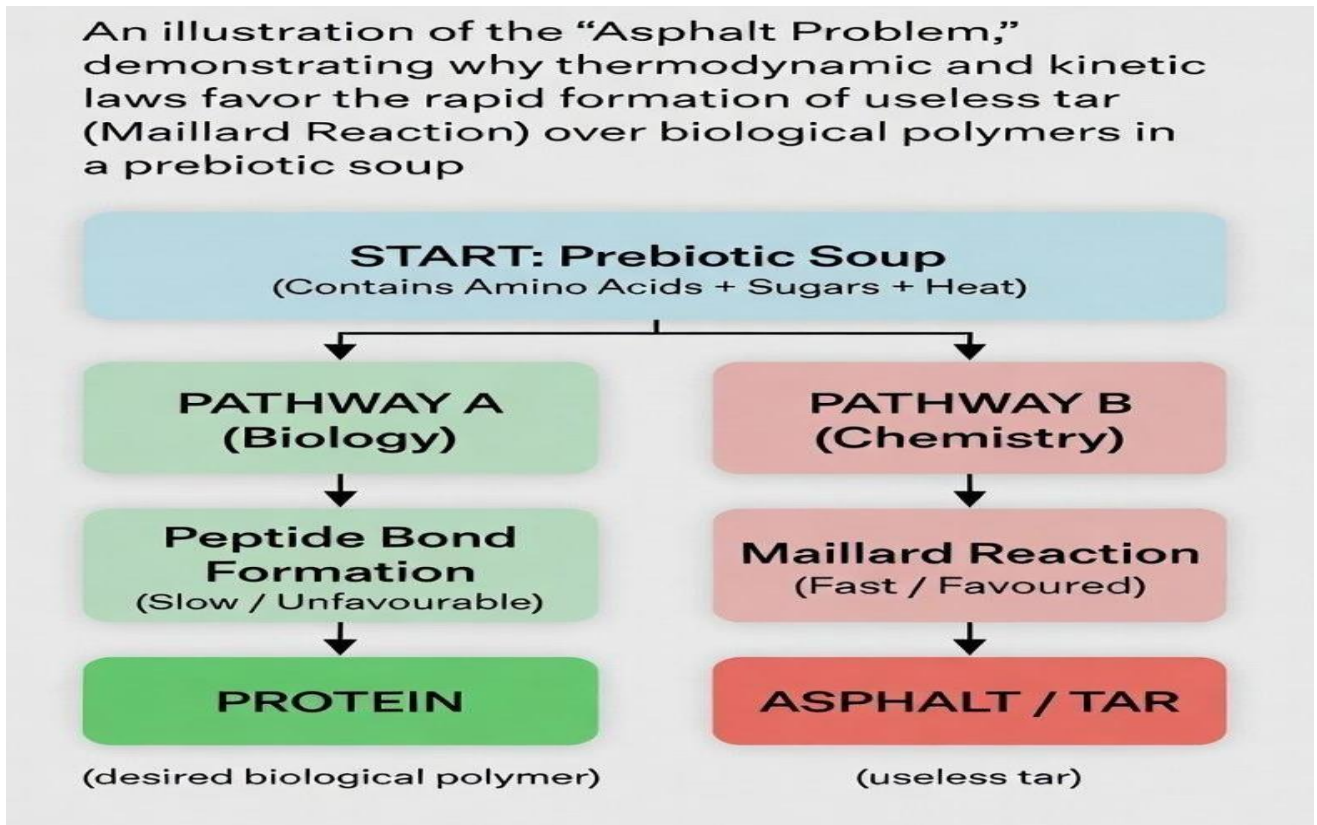 An illustration of the “Asphalt Problem,”
demonstrating why thermodynamic and kinetic
laws favor the rapid formation of useless tar
(Maillard Reaction) over biological polymers in
a prebiotic soup
START: Prebiotic Soup
(Contains Amino Acids + Sugars + Heat)
PATHWAY A
(Biology)
Peptide Bond
Formation
(Slow / Unfavourable)
PROTEIN
(desired biological polymer)
PATHWAY B
(Chemistry)
Maillard Reaction
(Fast / Favoured)
ASPHALT / TAR
(useless tar)